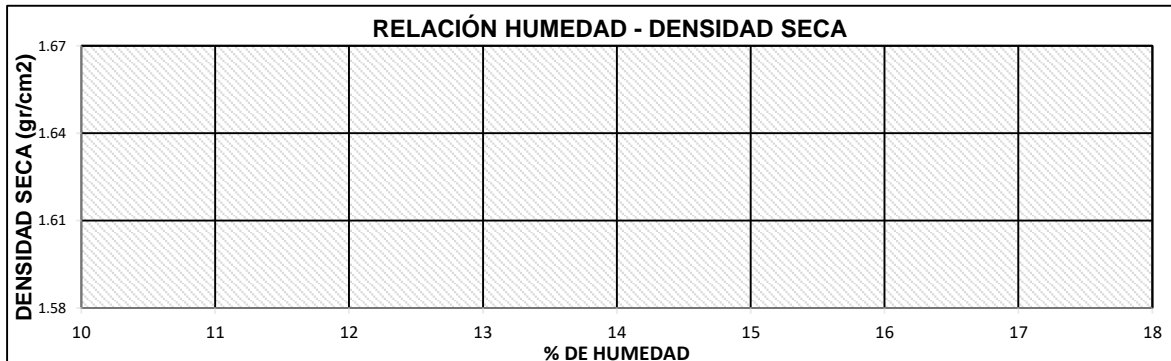 RELACIÓN HUMEDAD - DENSIDAD SECA
DENSIDAD SECA (gr/cm2)
1.67
1.64
1.61
1.58
10 11 12 13 14 15 16 17 18
% DE HUMEDAD